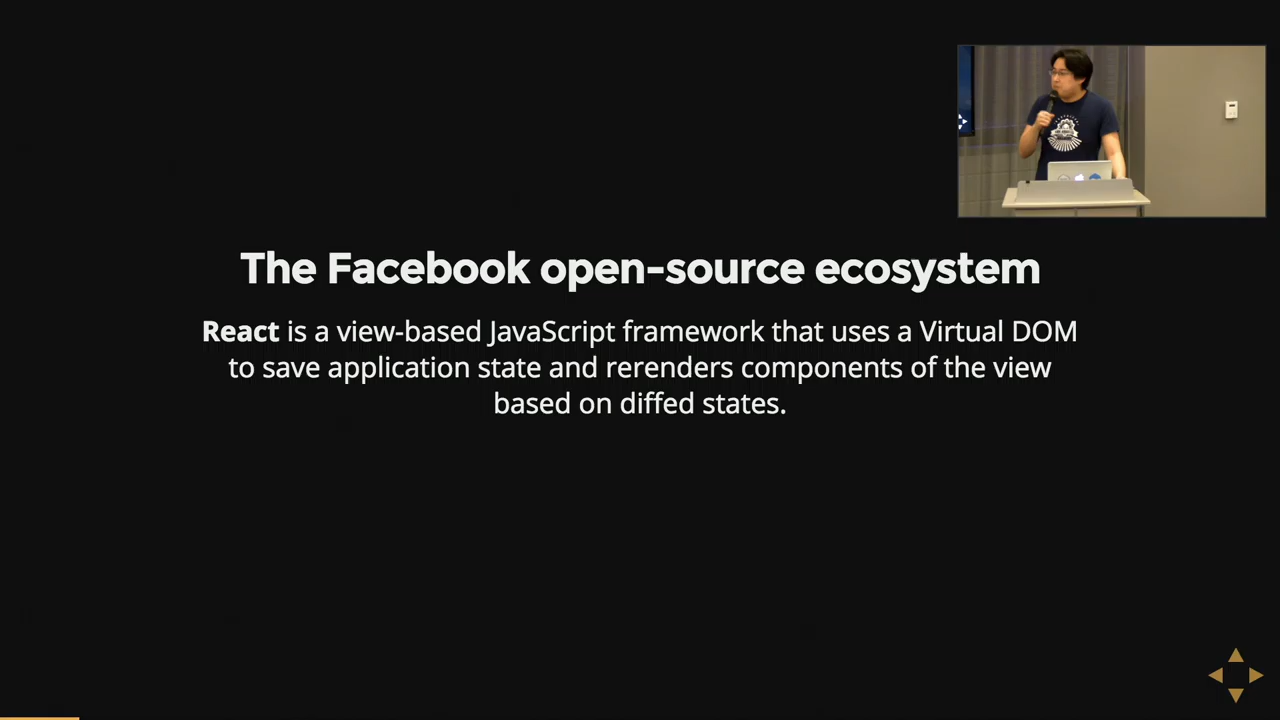 The Facebook open-source ecosystem
React is a view-based JavaScript framework that uses a Virtual DOM
to save application state and rerenders components of the view
based on diffed states.